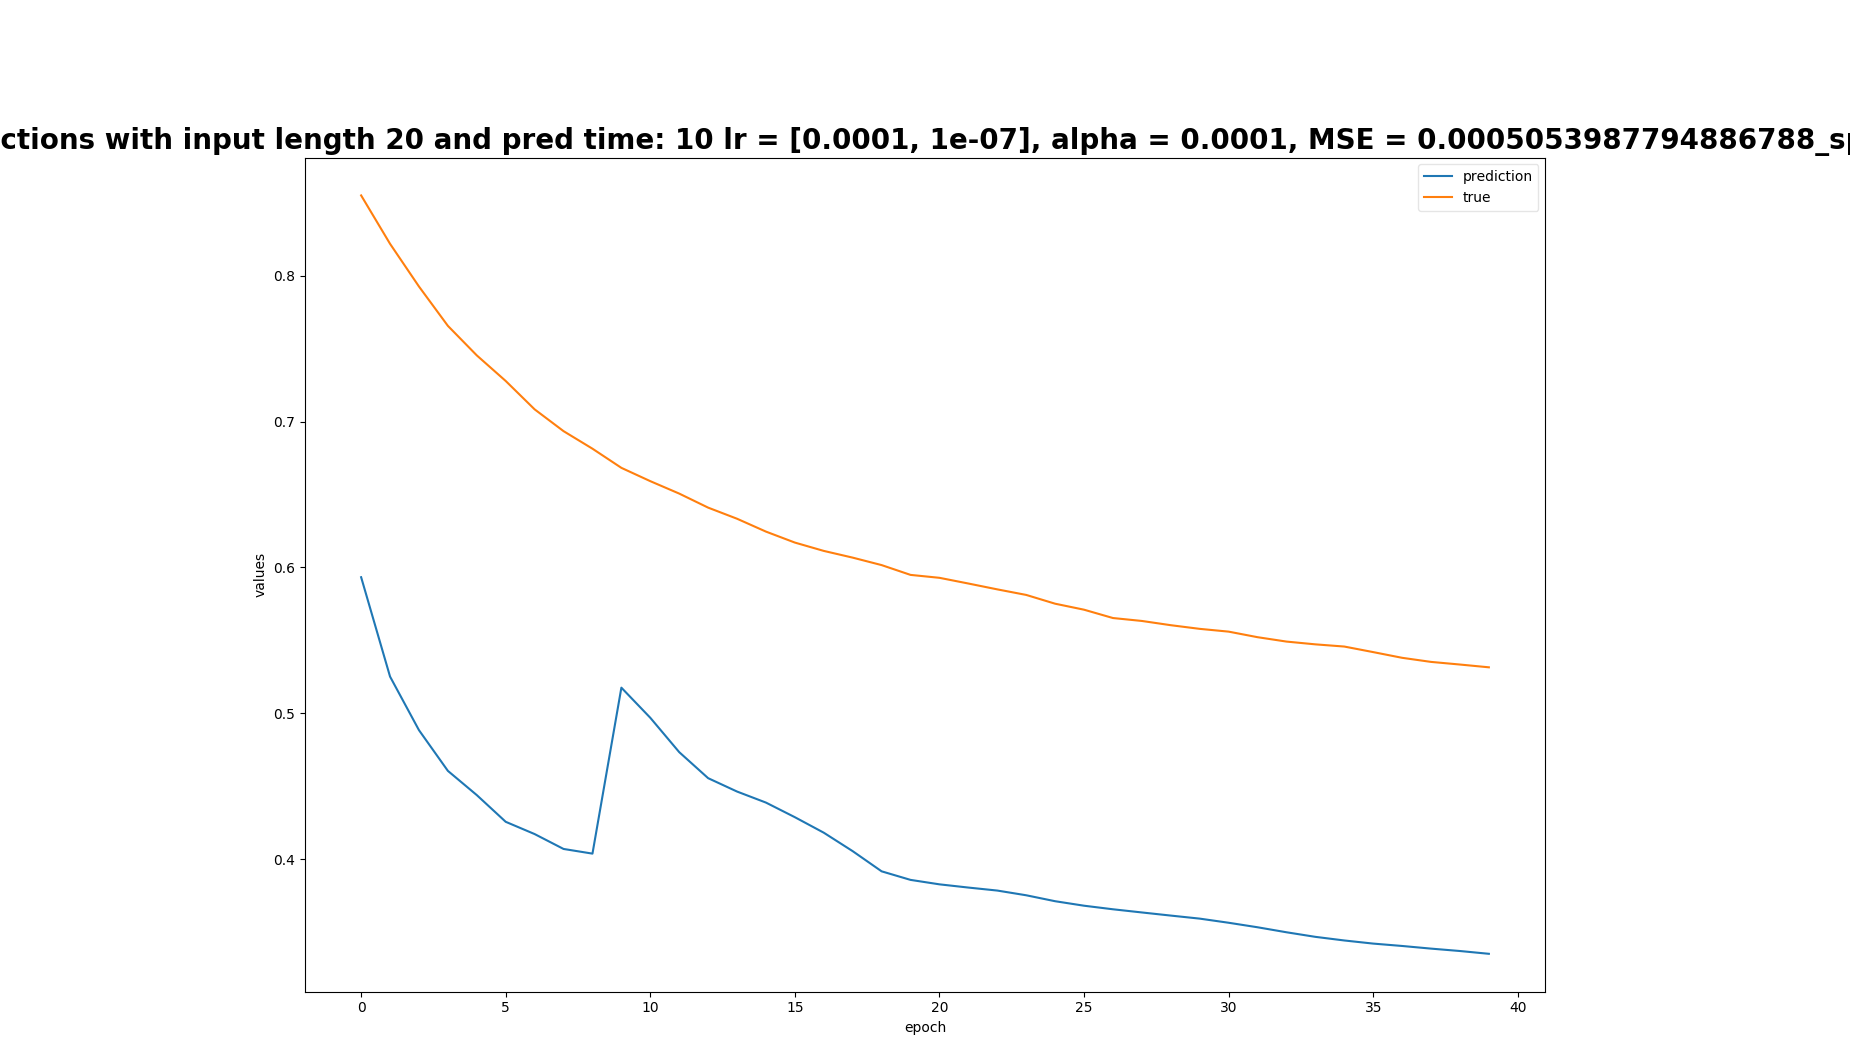 ctions with input length 20 and pred time: 10 lr = [0.0001, 1e-07], alpha = 0.0001, MSE = 0.0005053987794886788_sp
prediction
true
0.8
0.7
0.6
0.5
0.4
values
0 5 10 15 20 25 30 35 40
epoch